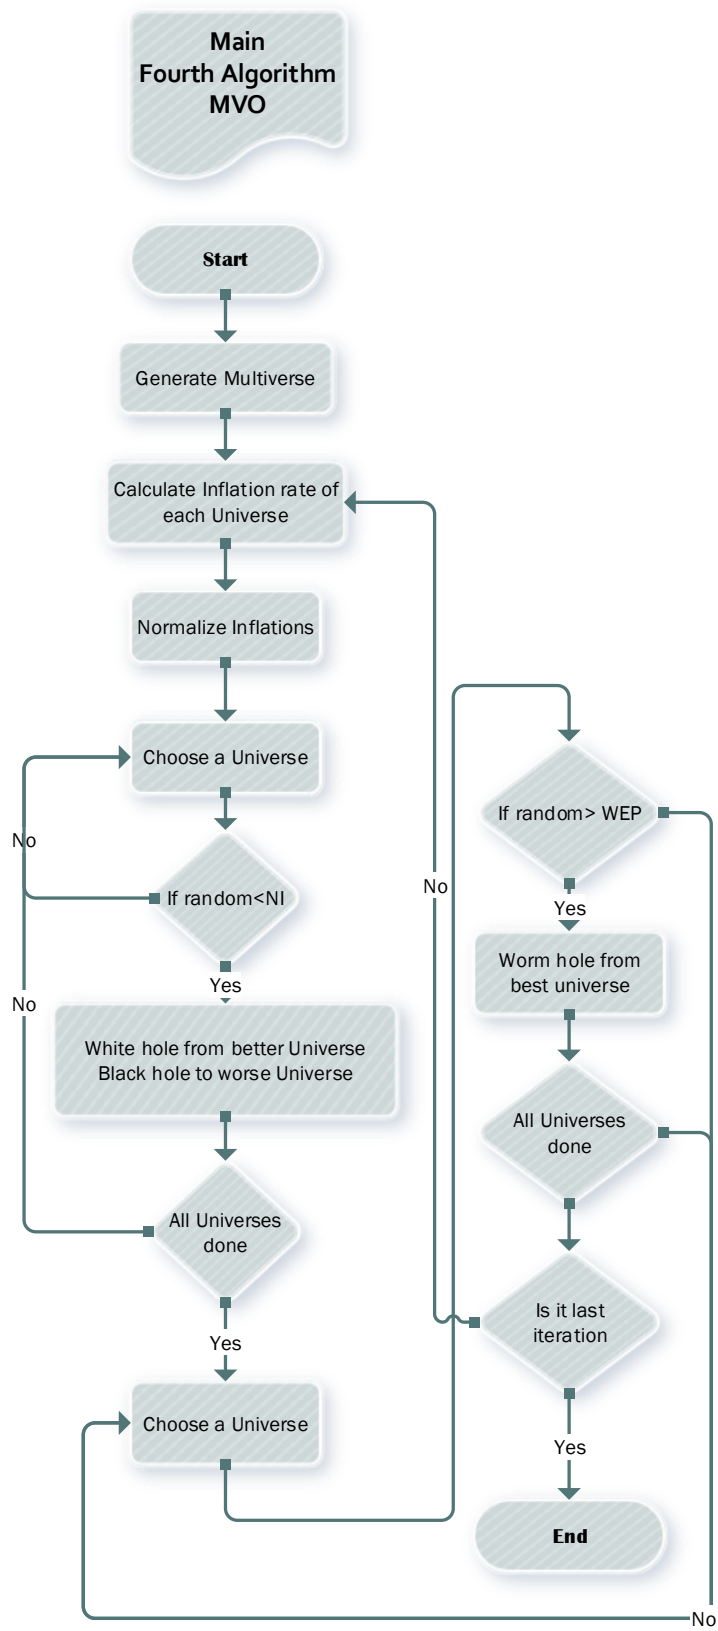 Main
Fourth Algorithm
MVO
Start
Generate Multiverse
Calculate Inflation rate of
each Universe
Normalize Inflations
Choose a Universe
No
If random<NI
Yes
No
White hole from better Universe
Black hole to worse Universe
All Universes
done
Yes
Choose a Universe
If random> WEP
Yes
No
Worm hole from
best universe
All Universes
done
Is it last
iteration
Yes
End
No